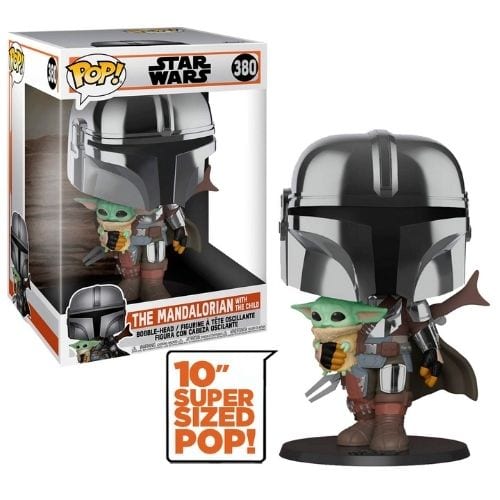 POP!
STAR
WARS
380
380
THE MANDALORIAN WITH
THE CHILD
BOBBLE-HEAD / FIGURINE À TÊTE OSCILLANTE
FIGURA CON CABEZA OSCILANTE
10"
SUPER
SIZED
POP!